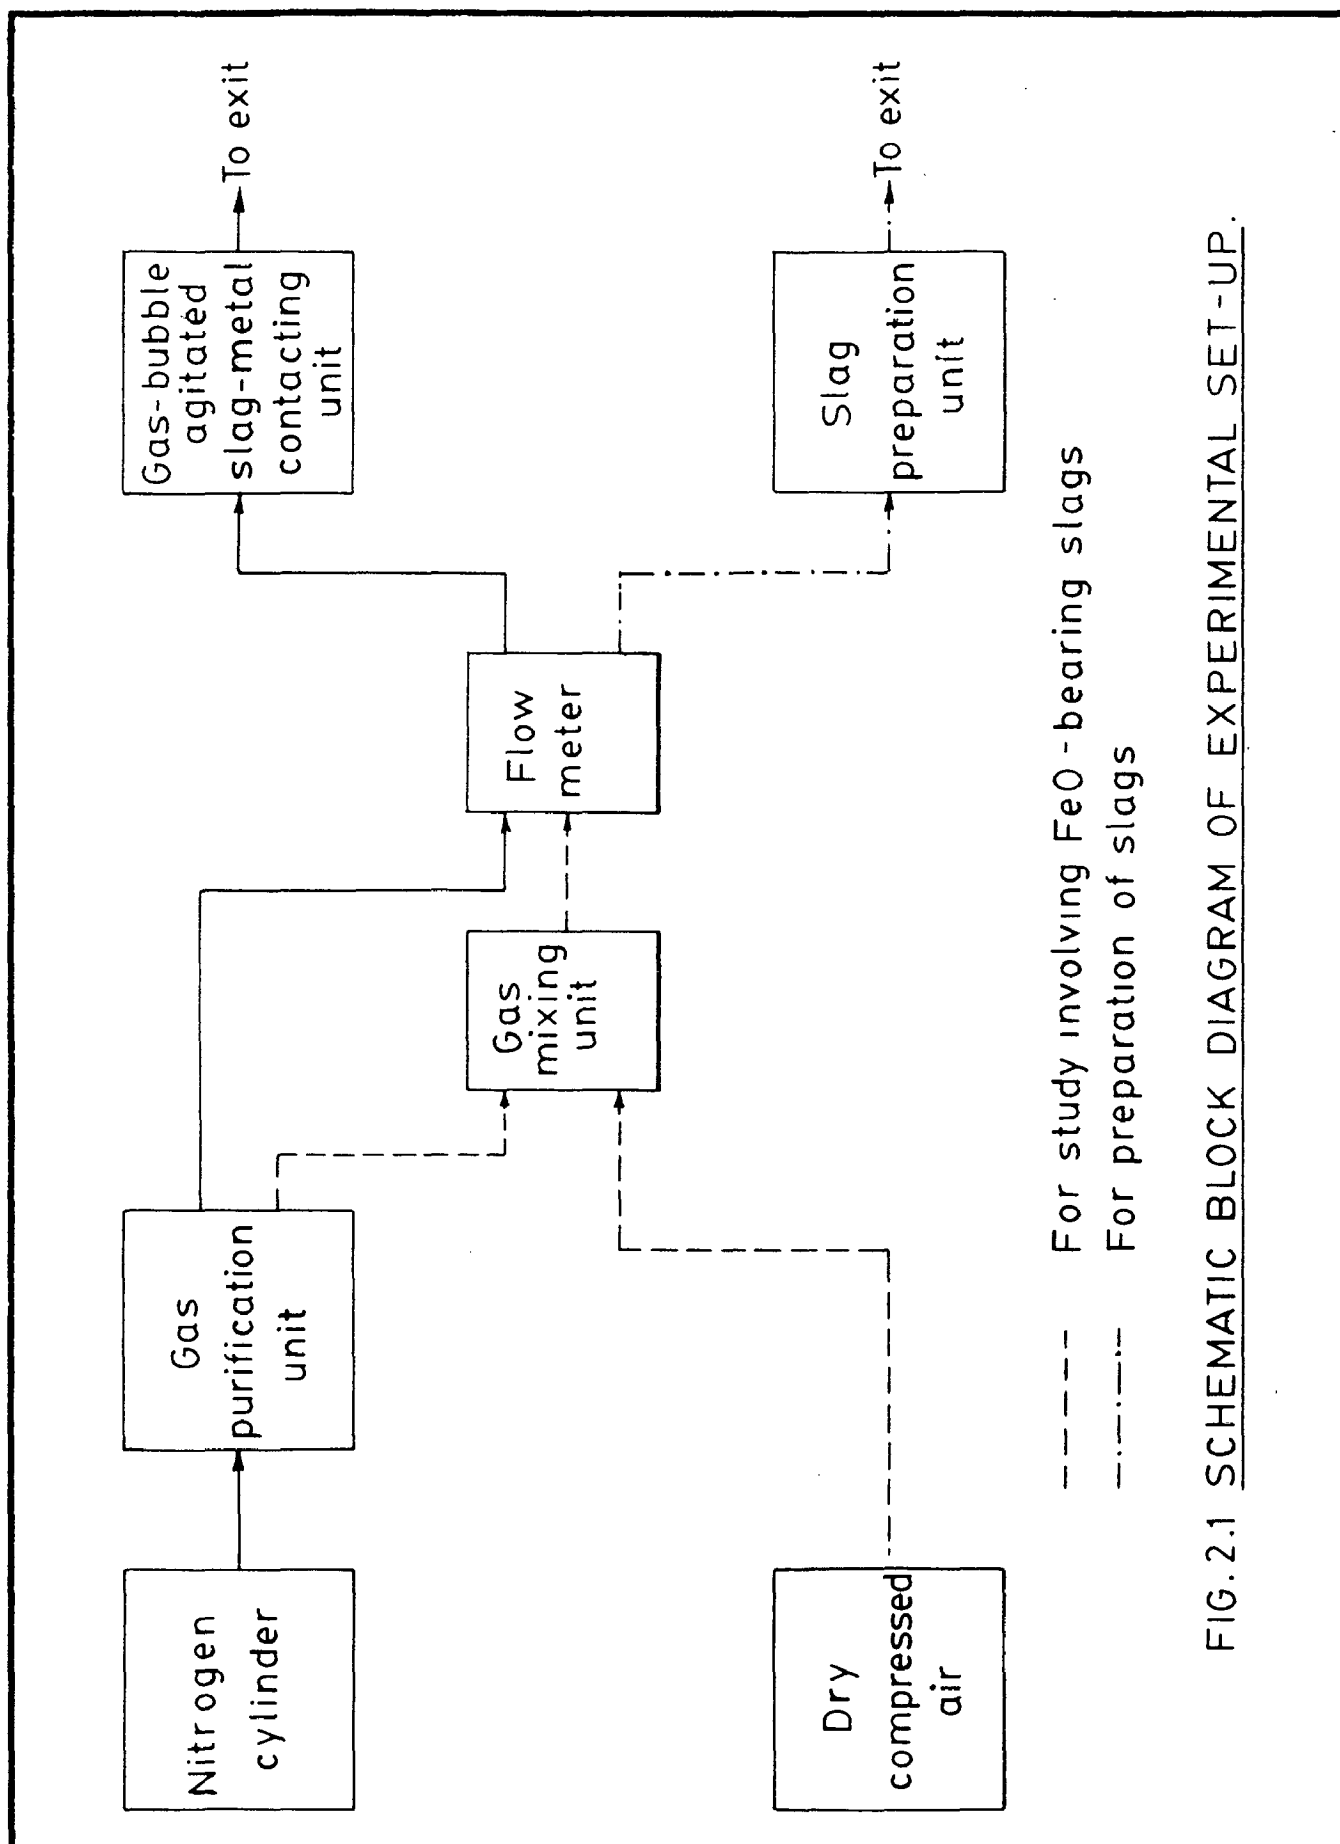 Nitrogen
cylinder
Gas
purification
unit
Gas-bubble
agitated
slag-metal
contacting
unit
To exit
Gas
mixing
unit
Flow
meter
Dry
compressed
air
Slag
preparation
unit
To exit
For study involving FeO-bearing slags
For preparation of slags
FIG. 2.1 SCHEMATIC BLOCK DIAGRAM OF EXPERIMENTAL SET-UP.